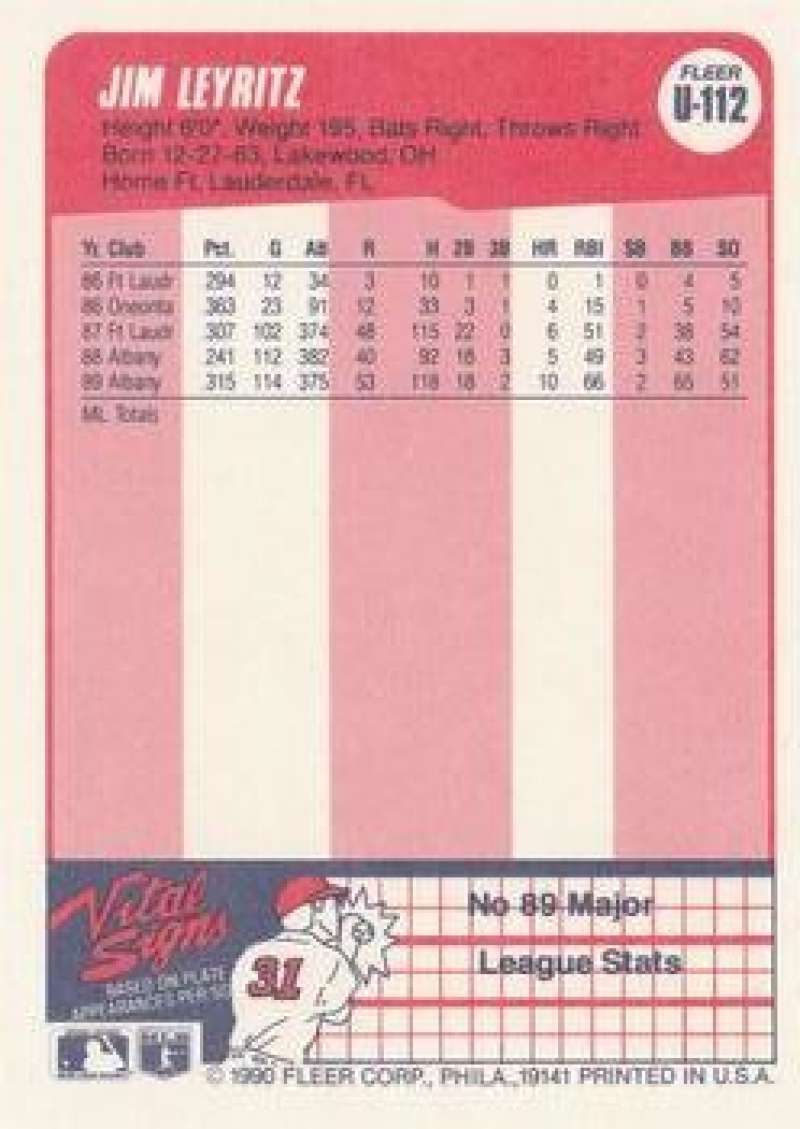 JIM LEYRITZ
FLEER
U-112
Height 6'0", Weight 195, Bats Right, Throws Right
Born 12-27-63, Lakewood, OH
Home Ft. Lauderdale, FL
Yr. Club Pct. G AB R H 2B 3B HR RBI SB BB SO
86 Ft Laudr 294 12 34 3 10 1 1 0 1 0 4 5
86 Oneonta 363 23 91 12 33 3 1 4 15 1 5 10
87 Ft Laudr 307 102 374 48 115 22 0 6 51 2 38 54
88 Albany 241 112 382 40 92 18 3 5 49 3 43 62
89 Albany 315 114 375 53 118 18 2 10 66 2 65 51
ML Totals
Vital
Signs
BASED ON PLATE
APPEARANCES PER
31
No 89 Major
League Stats
© 1990 FLEER CORP., PHILA., 19141 PRINTED IN U.S.A.